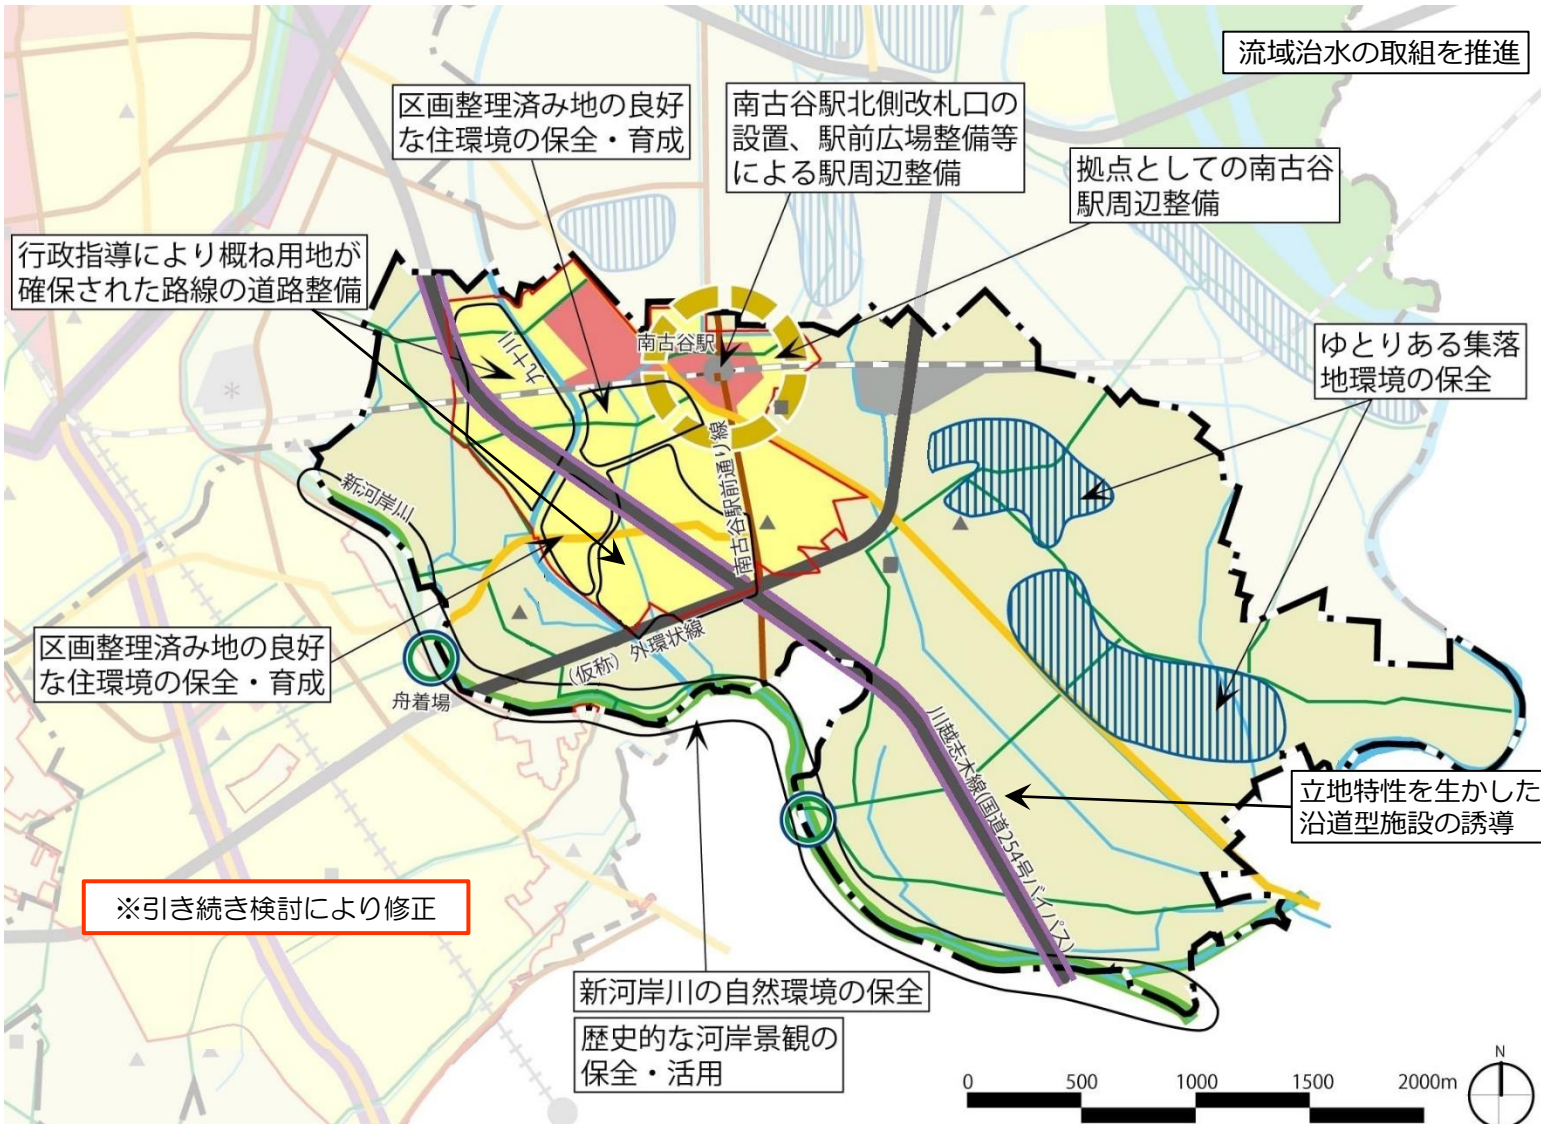 流域治水の取組を推進
区画整理済み地の良好
な住環境の保全・育成
南古谷駅北側改札口の
設置、駅前広場整備等
による駅周辺整備
拠点としての南古谷
駅周辺整備
行政指導により概ね用地が
確保された路線の道路整備
ゆとりある集落
地環境の保全
南古谷駅
九十川
新河岸川
南古谷駅前通り線
区画整理済み地の良好
な住環境の保全・育成
(仮称)外環状線
舟着場
川越志木線(国道254号バイパス)
立地特性を生かした
沿道型施設の誘導
※引き続き検討により修正
新河岸川の自然環境の保全
歴史的な河岸景観の
保全・活用
0 500 1000 1500 2000m
N